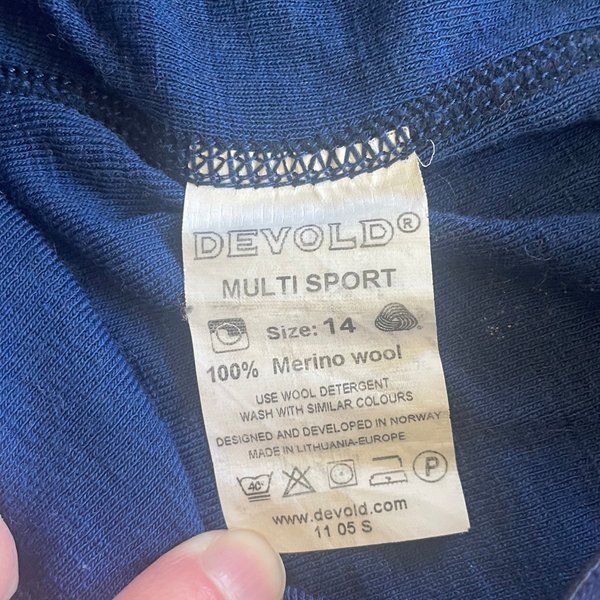 DEVOLD®
MULTI SPORT
Size: 14
100% Merino wool
USE WOOL DETERGENT
WASH WITH SIMILAR COLOURS
DESIGNED AND DEVELOPED IN NORWAY
MADE IN LITHUANIA-EUROPE
40° P
www.devold.com
11 05 S